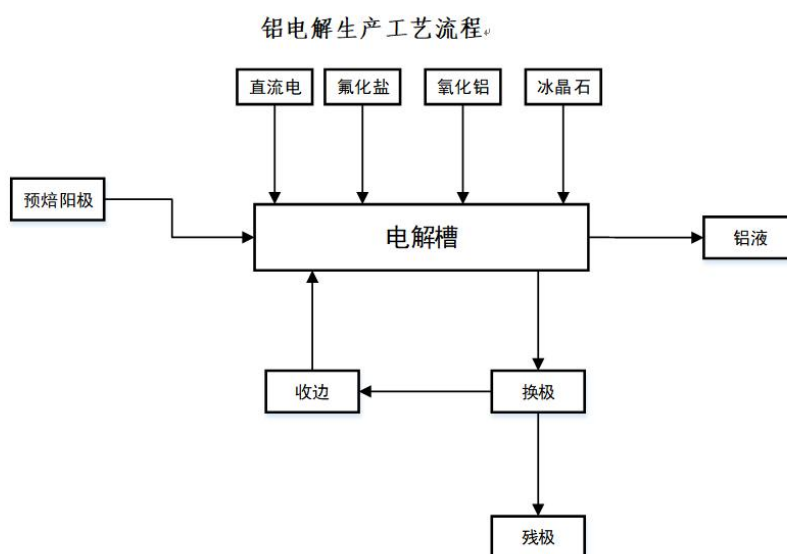 铝电解生产工艺流程
直流电
氟化盐
氧化铝
冰晶石
预焙阳极
电解槽
铝液
收边
换极
残极